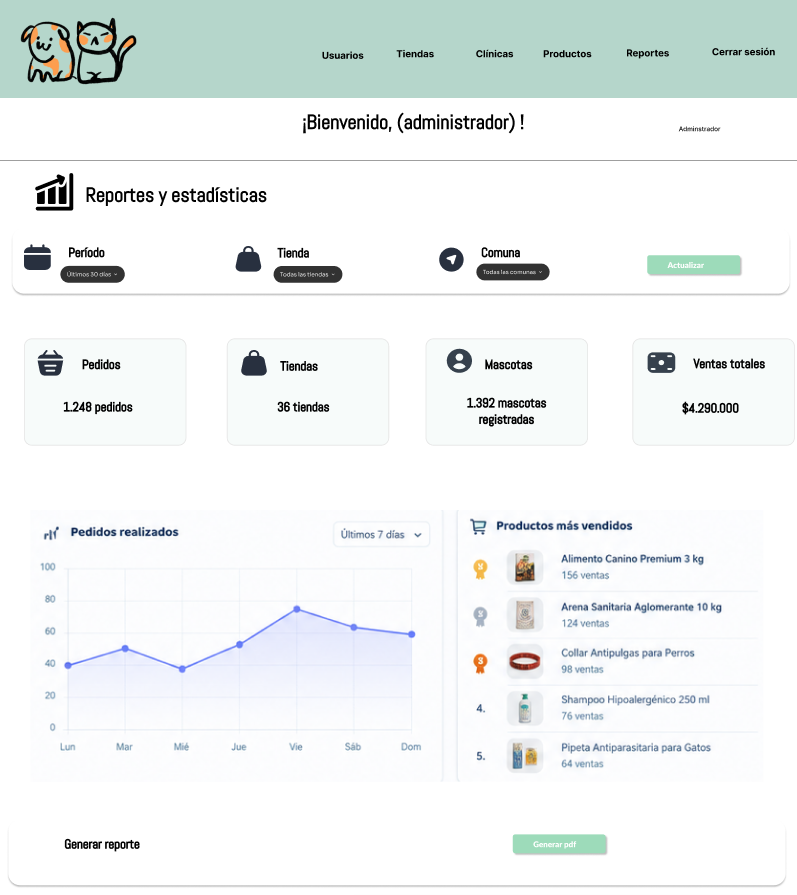 Usuarios
Tiendas
Clínicas
Productos
Reportes
Cerrar sesión
¡Bienvenido, (administrador) !
Adminstrador
Reportes y estadísticas
Período
Últimos 30 días
Tienda
Todas las tiendas
Comuna
Todas las comunas
Actualizar
Pedidos
1.248 pedidos
Tiendas
36 tiendas
Mascotas
1.392 mascotas
registradas
Ventas totales
$4.290.000
Pedidos realizados
Últimos 7 días
100
80
60
40
20
0
Lun
Mar
Mié
Jue
Vie
Sáb
Dom
Productos más vendidos
Alimento Canino Premium 3 kg
156 ventas
Arena Sanitaria Aglomerante 10 kg
124 ventas
3
Collar Antipulgas para Perros
98 ventas
4.
Shampoo Hipoalergénico 250 ml
76 ventas
5.
Pipeta Antiparasitaria para Gatos
64 ventas
Generar reporte
Generar pdf